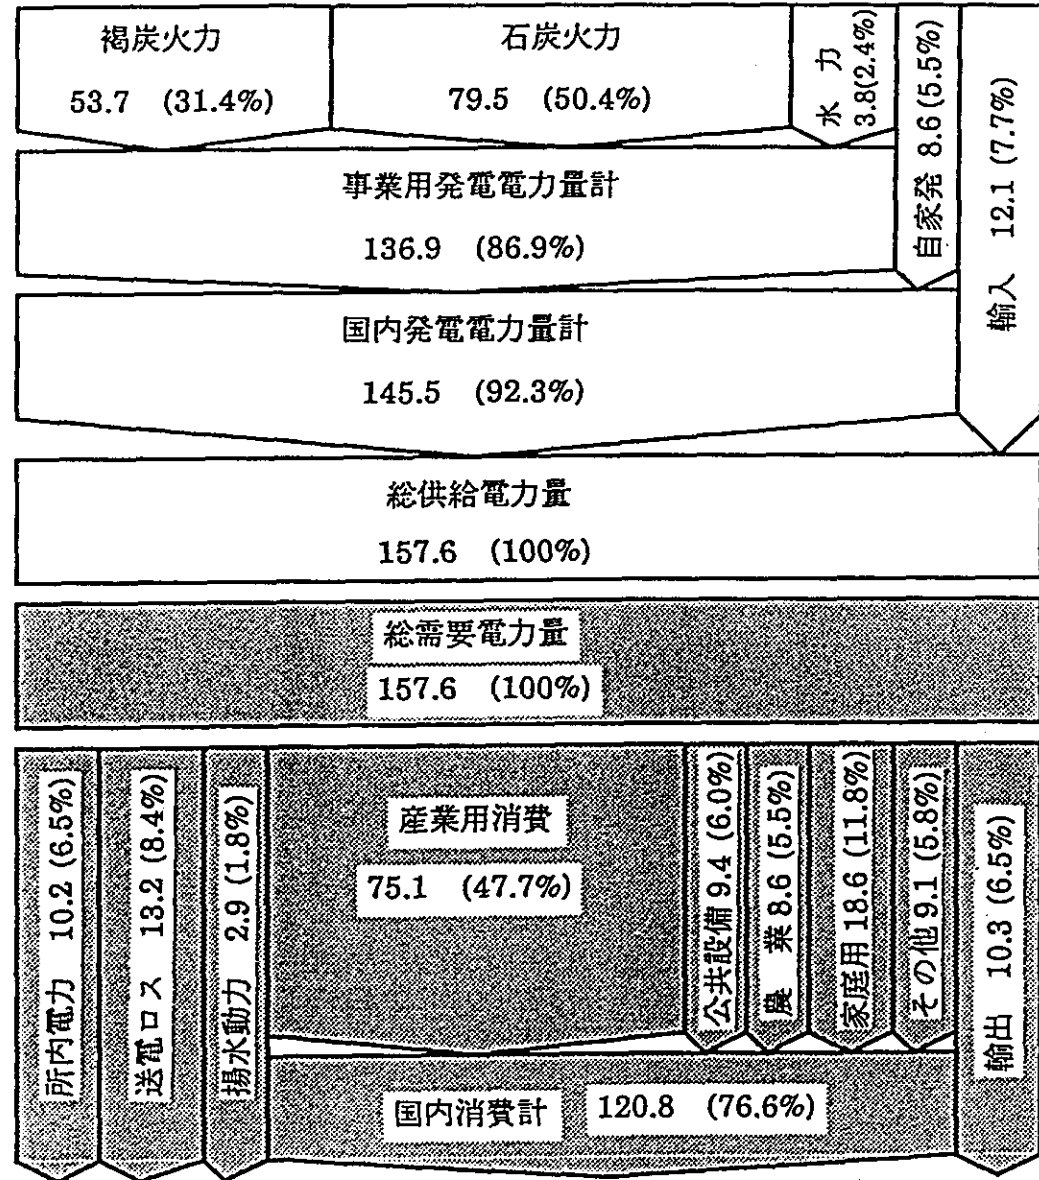 褐炭火力
53.7 (31.4%)
石炭火力
79.5 (50.4%)
水 力
3.8(2.4%)
自家発 8.6 (5.5%)
輸入 12.1 (7.7%)
事業用発電電力量計
136.9 (86.9%)
国内発電電力量計
145.5 (92.3%)
総供給電力量
157.6 (100%)
総需要電力量
157.6 (100%)
所内電力 10.2 (6.5%)
送電ロス 13.2 (8.4%)
揚水動力 2.9 (1.8%)
産業用消費
75.1 (47.7%)
公共設備 9.4 (6.0%)
農 業 8.6 (5.5%)
家庭用 18.6 (11.8%)
その他 9.1 (5.8%)
輸出 10.3 (6.5%)
国内消費計 120.8 (76.6%)